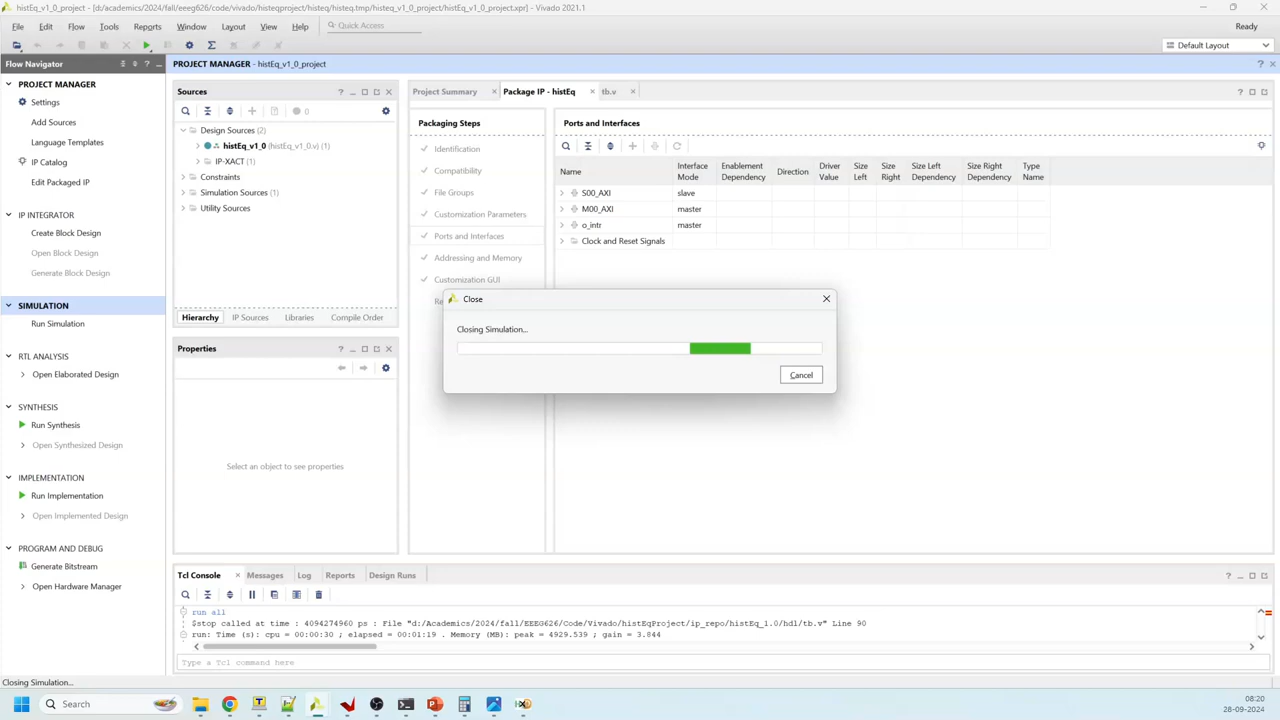 histEq_v1_0_project - [d:/academics/2024/fall/eeeg626/code/vivado/histeqproject/histeq/histeq.tmp/histEq_v1_0_project/histEq_v1_0_project.xpr] - Vivado 2021.1
File Edit Flow Tools Reports Window Layout View Help Quick Access
Ready
Default Layout
Flow Navigator
PROJECT MANAGER - histEq_v1_0_project
PROJECT MANAGER
Settings
Add Sources
Language Templates
IP Catalog
Edit Packaged IP
IP INTEGRATOR
Create Block Design
Open Block Design
Generate Block Design
SIMULATION
Run Simulation
RTL ANALYSIS
Open Elaborated Design
SYNTHESIS
Run Synthesis
Open Synthesized Design
IMPLEMENTATION
Run Implementation
Open Implemented Design
PROGRAM AND DEBUG
Generate Bitstream
Open Hardware Manager
Sources
0
Design Sources (2)
histEq_v1_0 (histEq_v1_0.v) (1)
IP-XACT (1)
Constraints
Simulation Sources (1)
Utility Sources
Hierarchy IP Sources Libraries Compile Order
Properties
Select an object to see properties
Project Summary Package IP - histEq tb.v
Packaging Steps
Identification
Compatibility
File Groups
Customization Parameters
Ports and Interfaces
Addressing and Memory
Customization GUI
Ports and Interfaces
Name Interface Mode Enablement Dependency Direction Driver Value Size Left Size Right Size Left Dependency Size Right Dependency Type Name
S00_AXI slave
M00_AXI master
o_intr master
Clock and Reset Signals
Close
Closing Simulation...
Cancel
Tcl Console Messages Log Reports Design Runs
run all
$stop called at time : 4094274960 ps : File "d:/Academics/2024/fall/EEEG626/Code/Vivado/histEqProject/ip_repo/histEq_1.0/hdl/tb.v" Line 90
run: Time (s): cpu = 00:00:30 ; elapsed = 00:01:19 . Memory (MB): peak = 4929.539 ; gain = 3.844
Type a Tcl command here
Closing Simulation...
Search
08:20
28-09-2024